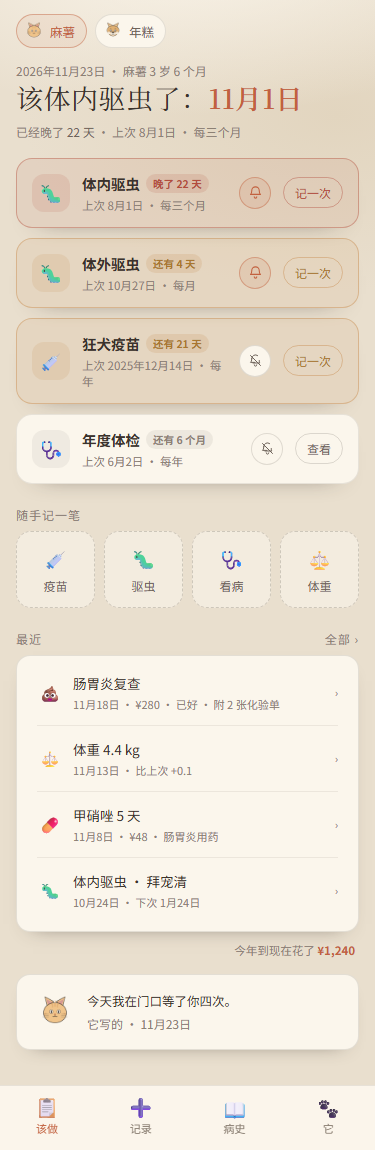 麻薯 年糕
2026年11月23日 · 麻薯 3 岁 6 个月
该体内驱虫了：11月1日
已经晚了 22 天 · 上次 8月1日 · 每三个月
体内驱虫 晚了 22 天
上次 8月1日 · 每三个月
记一次
体外驱虫 还有 4 天
上次 10月27日 · 每月
记一次
狂犬疫苗 还有 21 天
上次 2025年12月14日 · 每
年
记一次
年度体检 还有 6 个月
上次 6月2日 · 每年
查看
随手记一笔
疫苗 驱虫 看病 体重
最近 全部 ›
肠胃炎复查
11月18日 · ¥280 · 已好 · 附 2 张化验单
体重 4.4 kg
11月13日 · 比上次 +0.1
甲硝唑 5 天
11月8日 · ¥48 · 肠胃炎用药
体内驱虫 · 拜宠清
10月24日 · 下次 1月24日
今年到现在花了 ¥1,240
今天我在门口等了你四次。
它写的 · 11月23日
该做 记录 病史 它